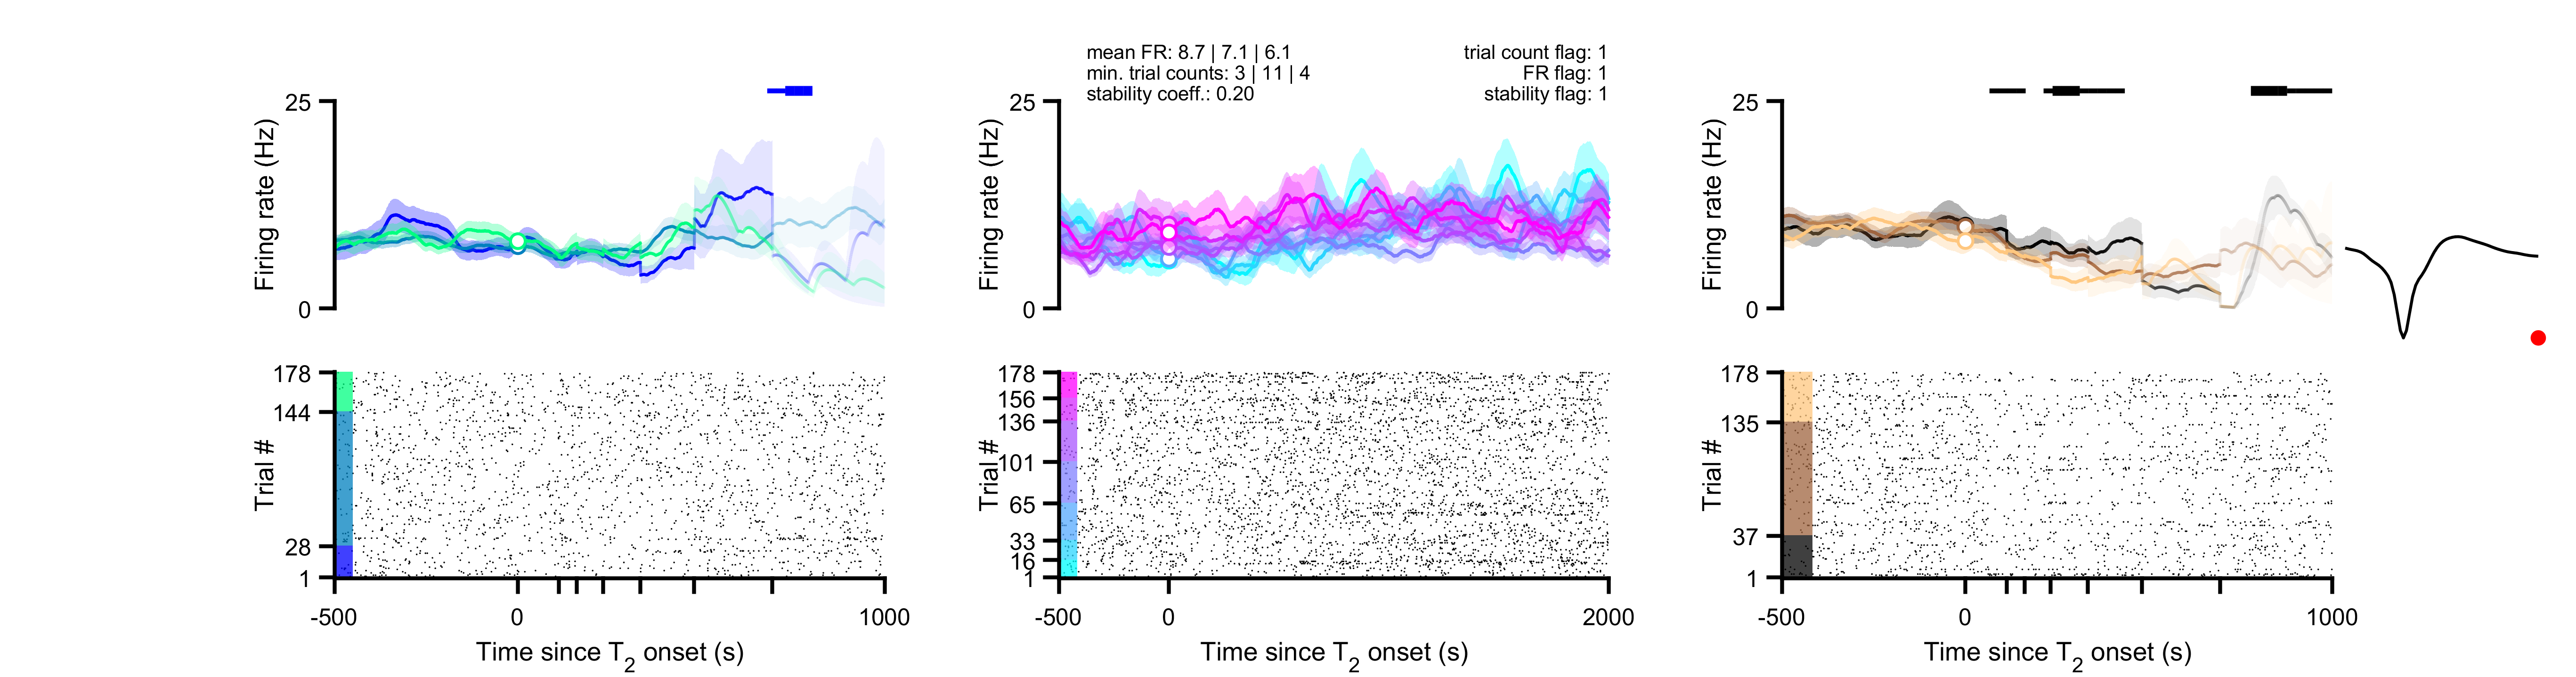 mean FR: 8.7 | 7.1 | 6.1
min. trial counts: 3 | 11 | 4
stability coeff.: 0.20
trial count flag: 1
FR flag: 1
stability flag: 1
25
0
Firing rate (Hz)
178
144
28
1
Trial #
-500
0
1000
Time since T2 onset (s)
25
0
Firing rate (Hz)
178
156
136
101
65
33
16
1
Trial #
-500
0
2000
Time since T2 onset (s)
25
0
Firing rate (Hz)
178
135
37
1
Trial #
-500
0
1000
Time since T2 onset (s)